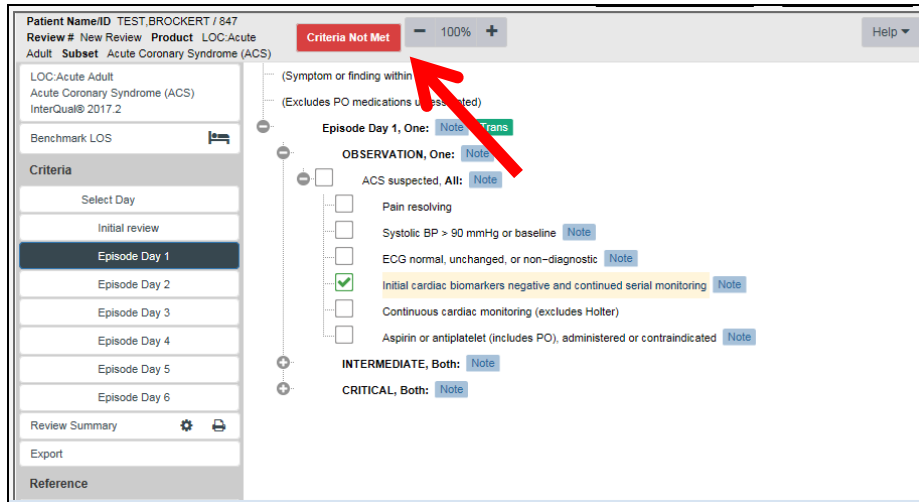 Patient Name/ID TEST,BROCKERT / 847
Review # New Review Product LOC:Acute
Adult Subset Acute Coronary Syndrome (ACS)
Criteria Not Met
100%
Help
LOC:Acute Adult
Acute Coronary Syndrome (ACS)
InterQual® 2017.2
Benchmark LOS
Criteria
Select Day
Initial review
Episode Day 1
Episode Day 2
Episode Day 3
Episode Day 4
Episode Day 5
Episode Day 6
Review Summary
Export
Reference
(Symptom or finding within
(Excludes PO medications
Episode Day 1, One: Note Trans
OBSERVATION, One: Note
ACS suspected, All: Note
Pain resolving
Systolic BP > 90 mmHg or baseline Note
ECG normal, unchanged, or non-diagnostic Note
Initial cardiac biomarkers negative and continued serial monitoring Note
Continuous cardiac monitoring (excludes Holter)
Aspirin or antiplatelet (includes PO), administered or contraindicated Note
INTERMEDIATE, Both: Note
CRITICAL, Both: Note